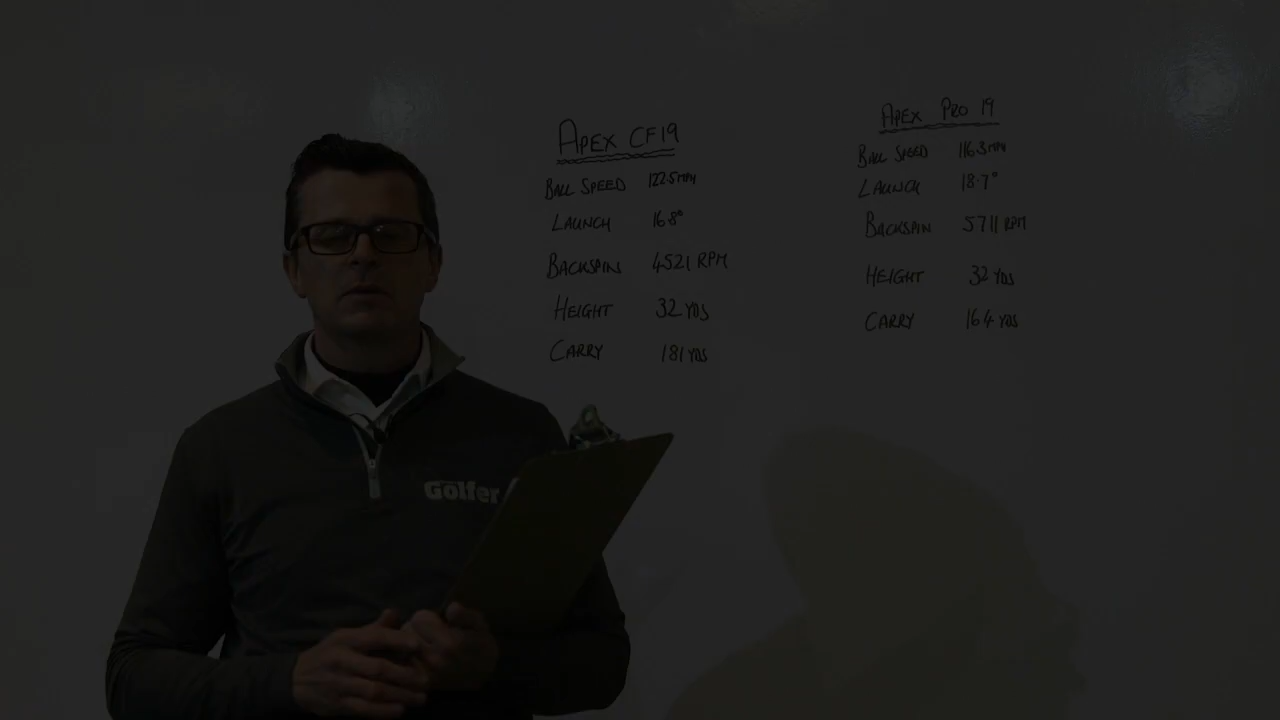 APEX CF19
BALL SPEED 122.5MPH
LAUNCH 16.8°
BACKSPIN 4521 RPM
HEIGHT 32 YDS
CARRY 181 YDS
APEX PRO 19
BALL SPEED 116.3MPH
LAUNCH 18.7°
BACKSPIN 5711 RPM
HEIGHT 32 YDS
CARRY 164 YDS
Golfer